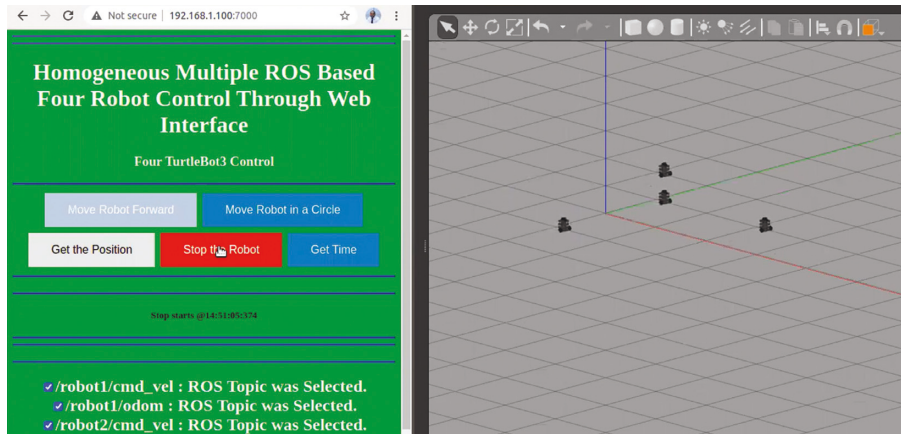 Not secure | 192.168.1.100:7000
Homogeneous Multiple ROS Based
Four Robot Control Through Web
Interface
Four TurtleBot3 Control
Move Robot Forward
Move Robot in a Circle
Get the Position
Stop the Robot
Get Time
Stop starts @14:51:05:374
/robot1/cmd_vel : ROS Topic was Selected.
/robot1/odom : ROS Topic was Selected.
/robot2/cmd_vel : ROS Topic was Selected.